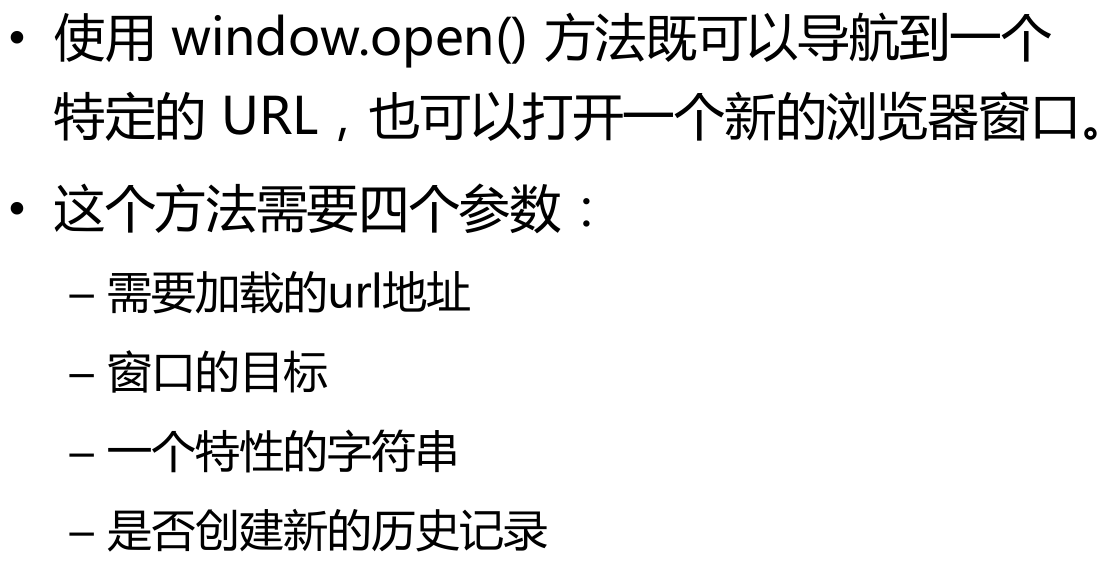 • 使用 window.open() 方法既可以导航到一个
特定的 URL，也可以打开一个新的浏览器窗口。
• 这个方法需要四个参数：
– 需要加载的url地址
– 窗口的目标
– 一个特性的字符串
– 是否创建新的历史记录